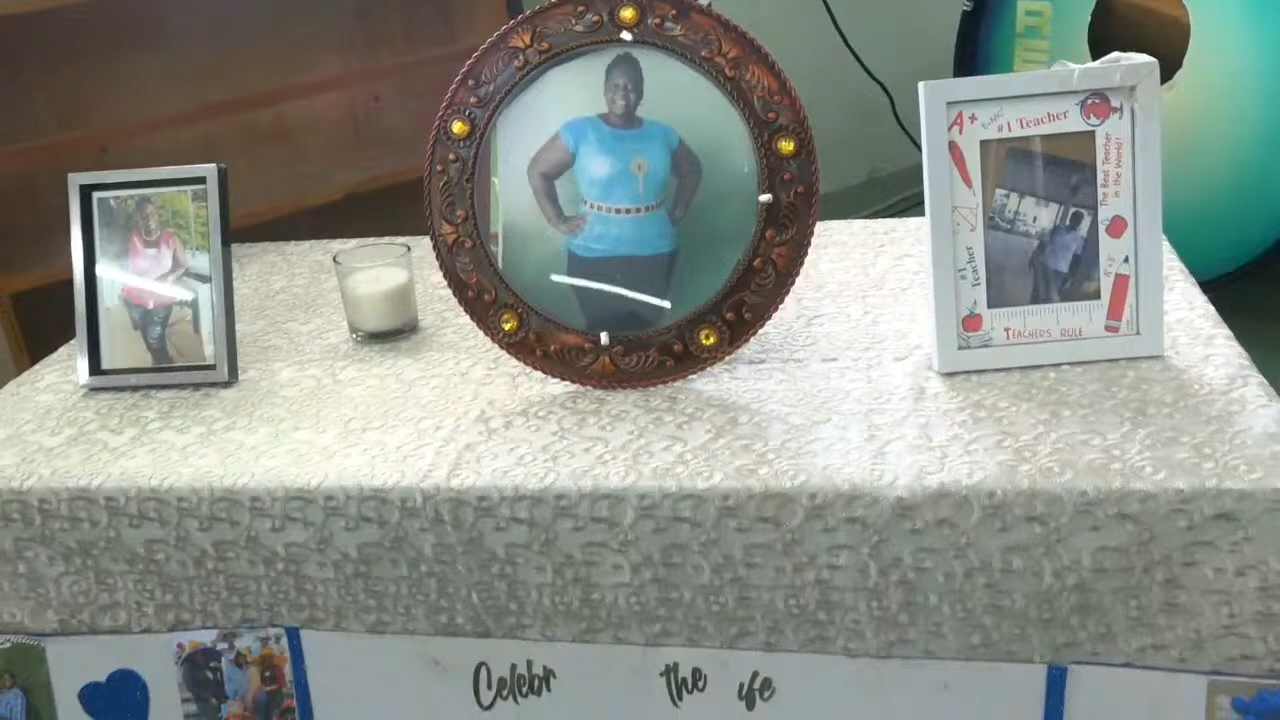 A+
#1 Teacher
The Best Teacher
in the World!
#1
Teacher
TEACHERS RULE
Celebr the ife